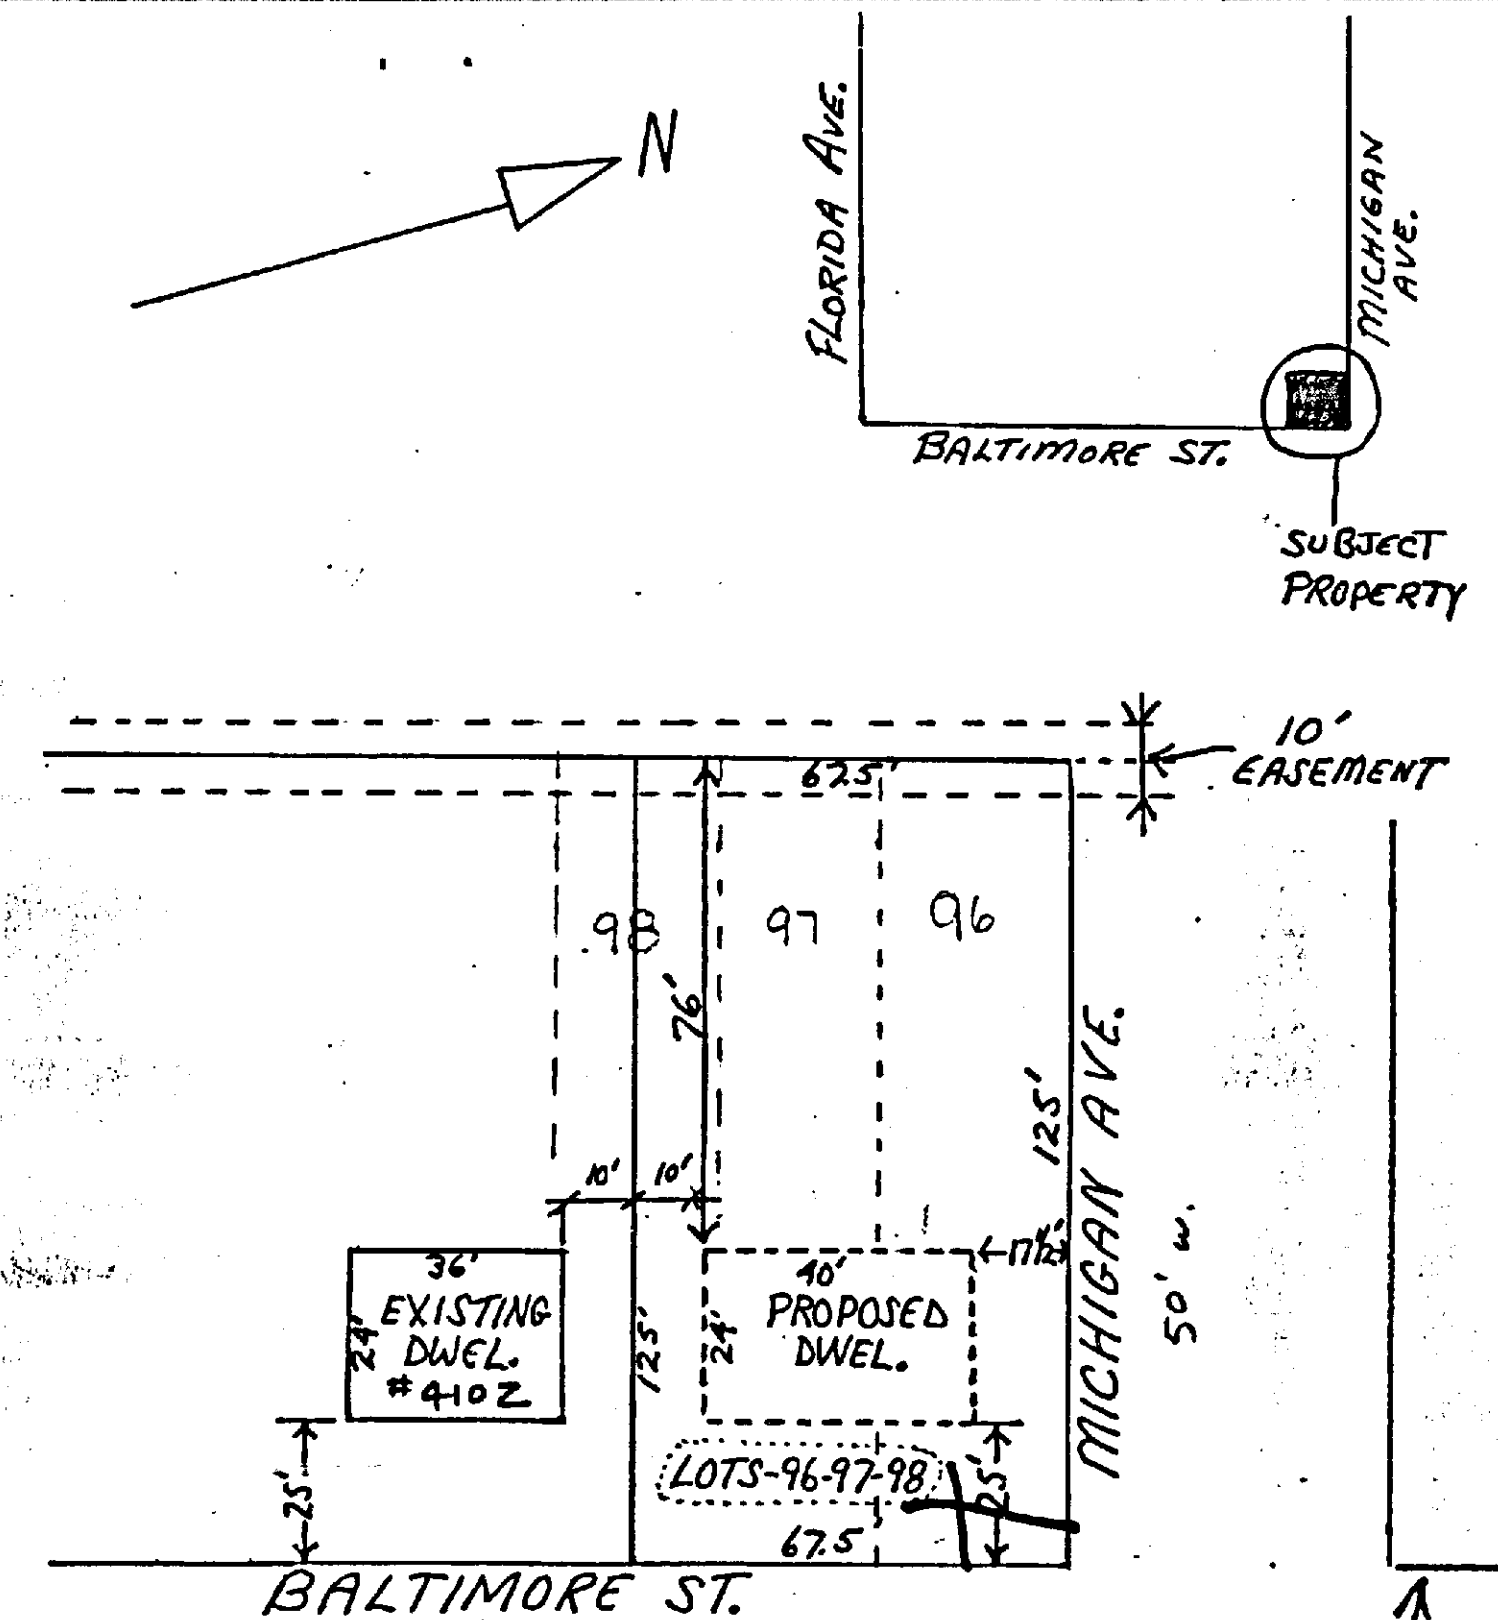 N
FLORIDA AVE.
MICHIGAN
AVE.
BALTIMORE ST.
SUBJECT
PROPERTY
10'
EASEMENT
67.5'
98
97
96
76'
125'
MICHIGAN AVE.
50' W.
10'
10'
17½'
36'
24'
EXISTING
DWEL.
#4102
125'
40'
24'
PROPOSED
DWEL.
25'
LOTS-96-97-98
25'
67.5
BALTIMORE ST.